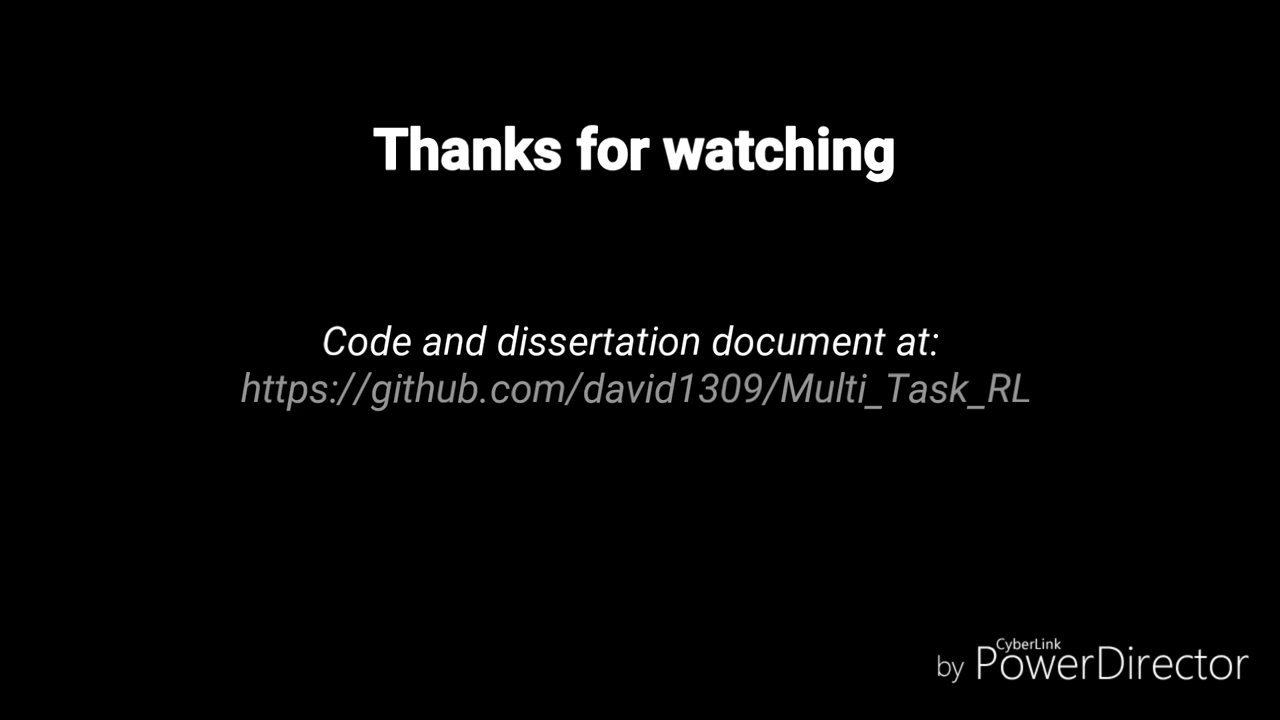 Thanks for watching
Code and dissertation document at:
https://github.com/david1309/Multi_Task_RL
by CyberLink PowerDirector